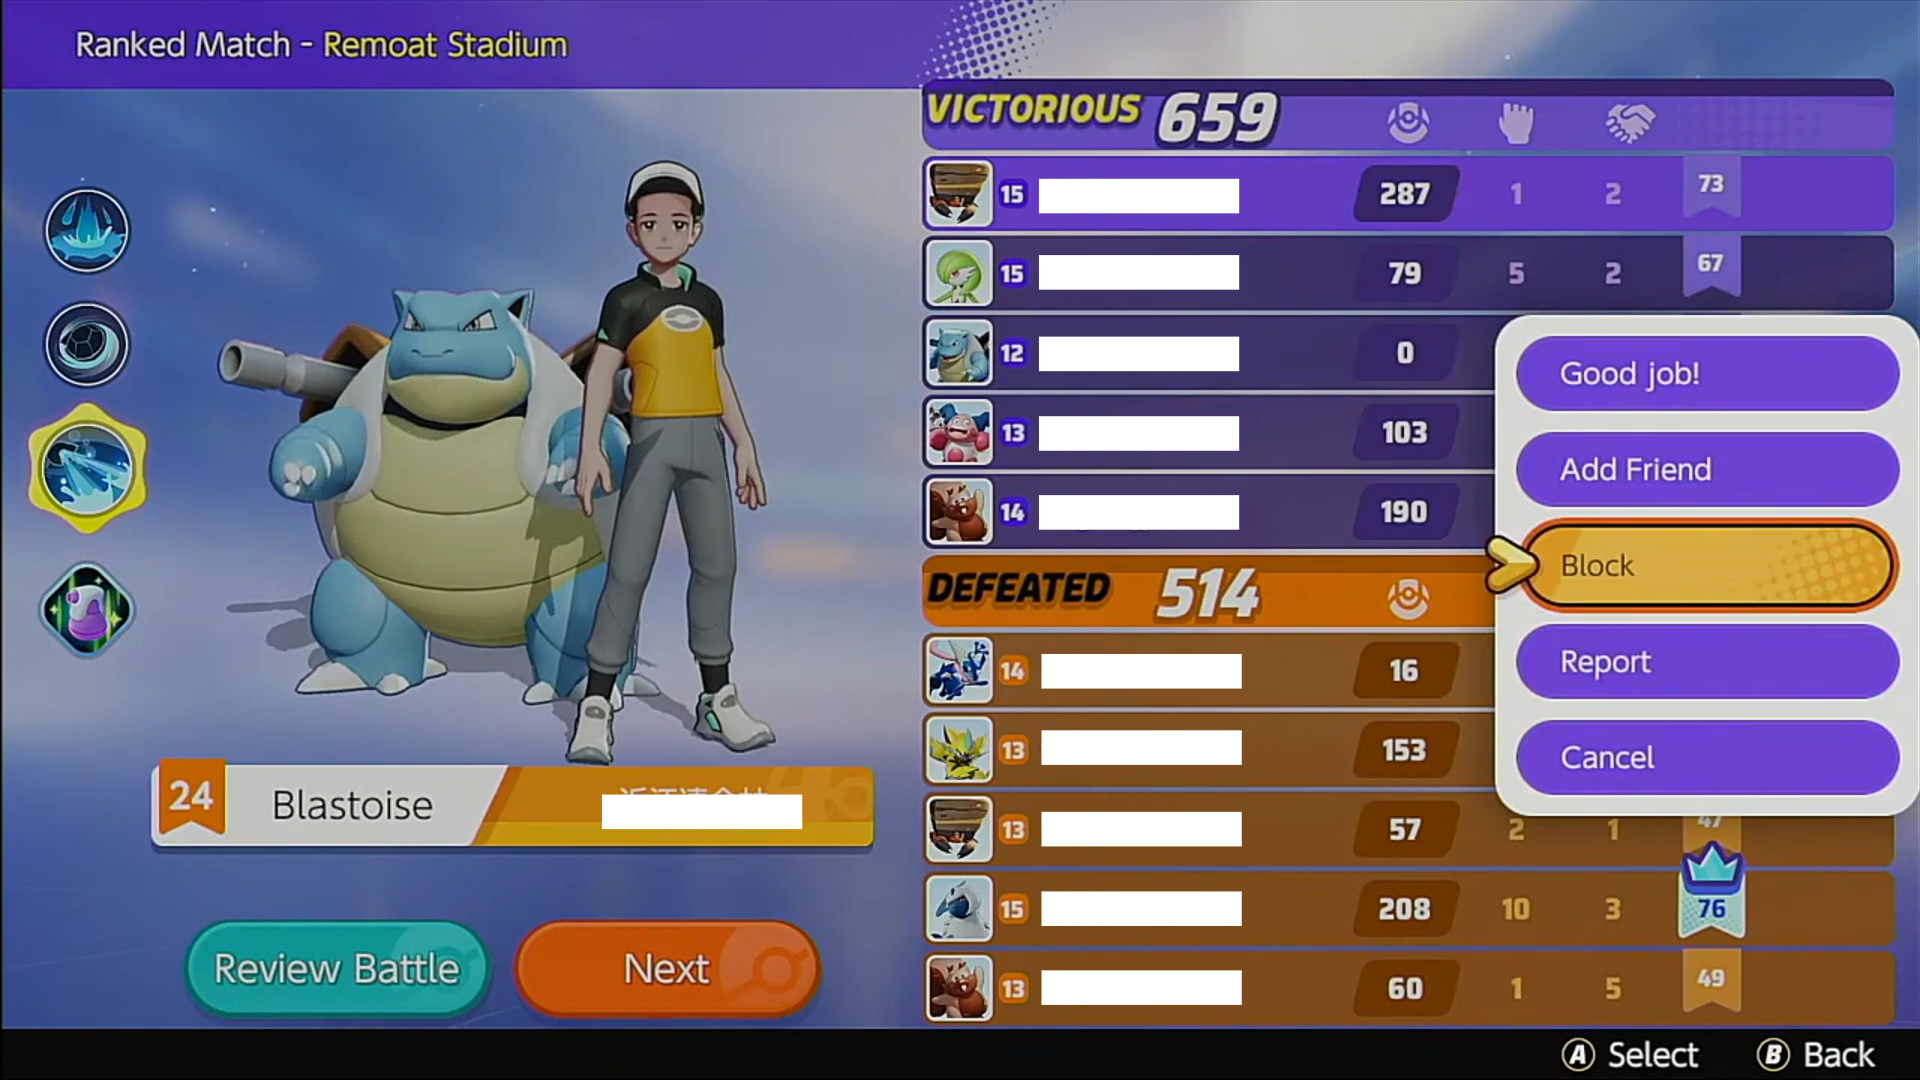 Ranked Match - Remoat Stadium
VICTORIOUS 659
15 287 1 2 73
15 79 5 2 67
12 0
13 103
14 190
Good job!
Add Friend
Block
Report
Cancel
DEFEATED 514
14 16
13 153
13 57 2 1 47
15 208 10 3 76
13 60 1 5 49
24 Blastoise
Review Battle
Next
A Select
B Back